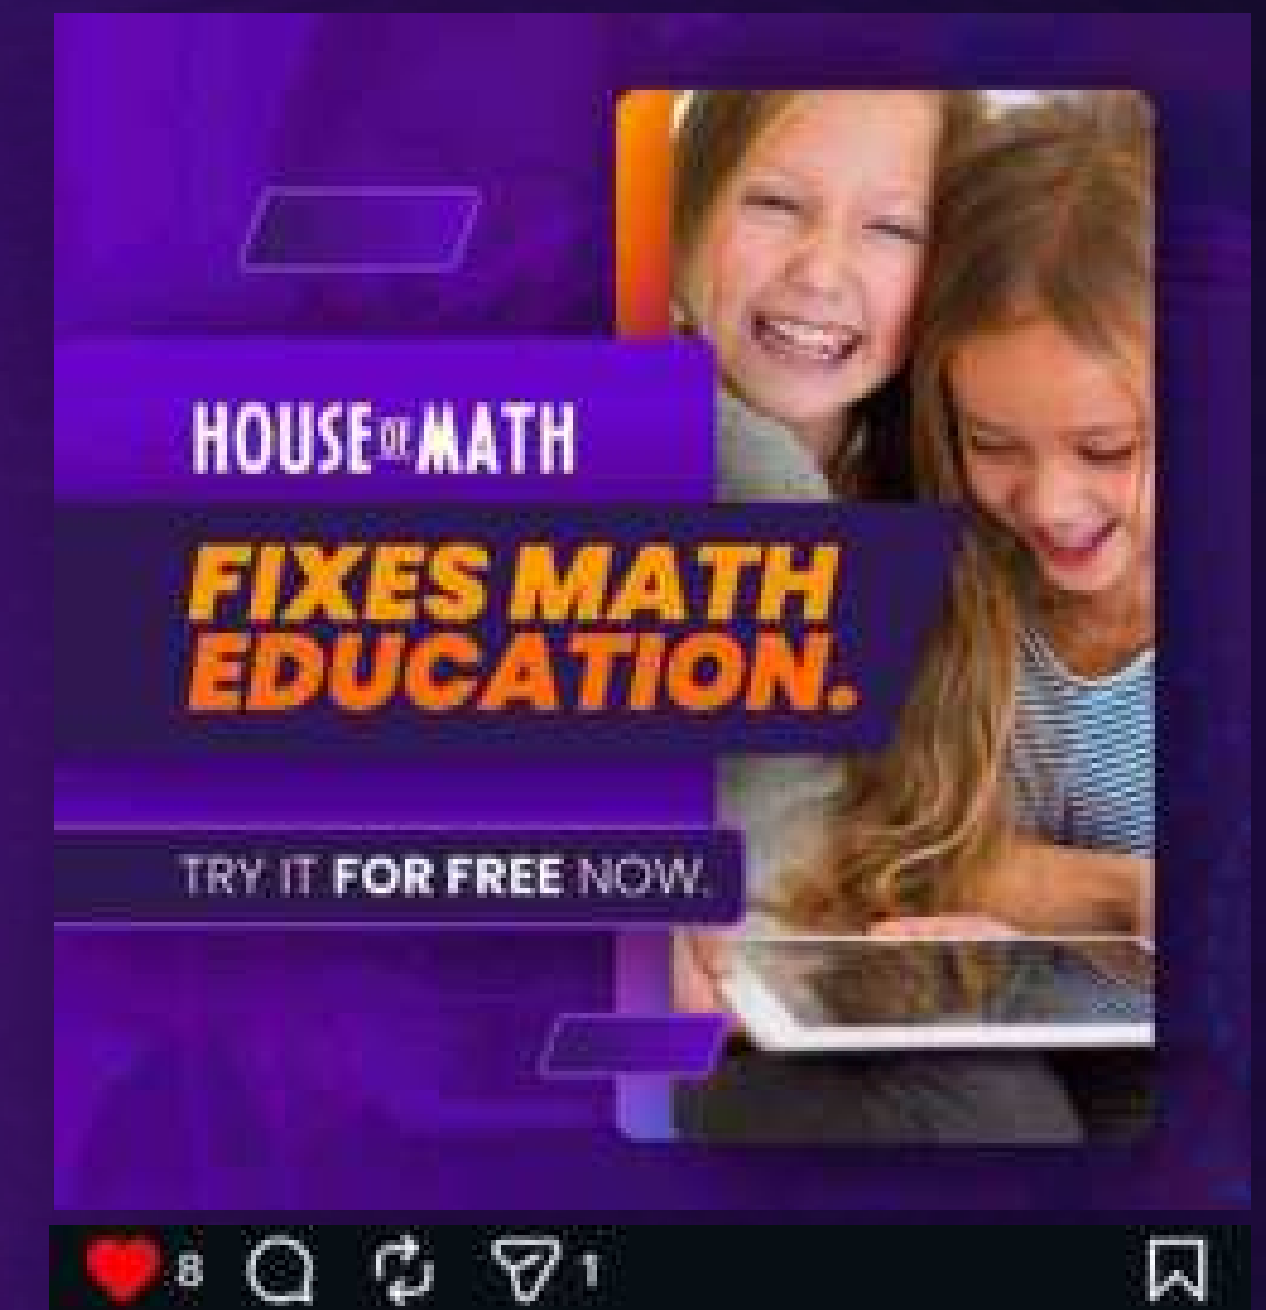 HOUSE OF MATH
FIXES MATH
EDUCATION.
TRY IT FOR FREE NOW.
8 1